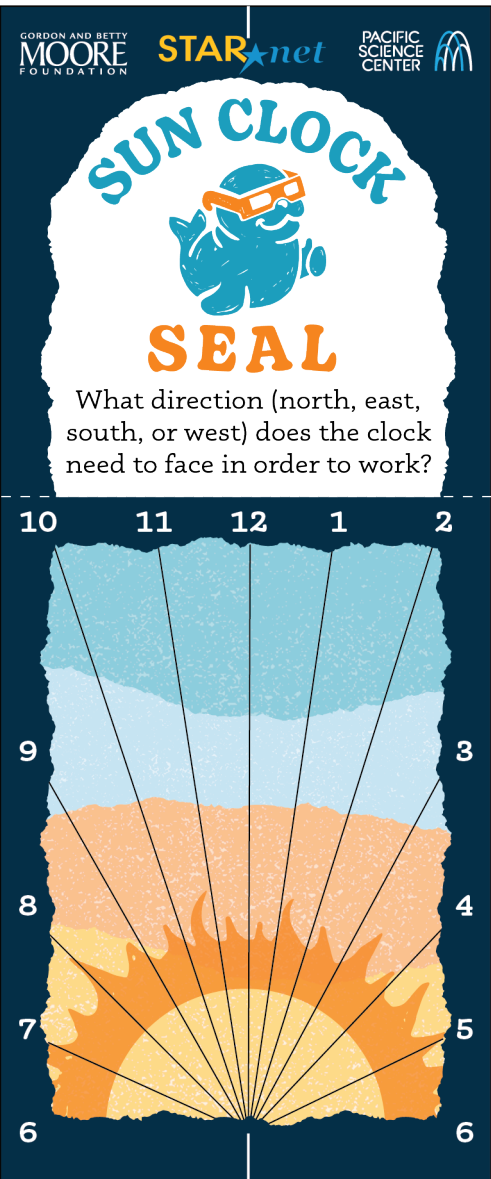 GORDON AND BETTY
MOORE
FOUNDATION
STAR net
PACIFIC
SCIENCE
CENTER
SUN CLOCK
SEAL
What direction (north, east,
south, or west) does the clock
need to face in order to work?
10 11 12 1 2
9 3
8 4
7 5
6 6